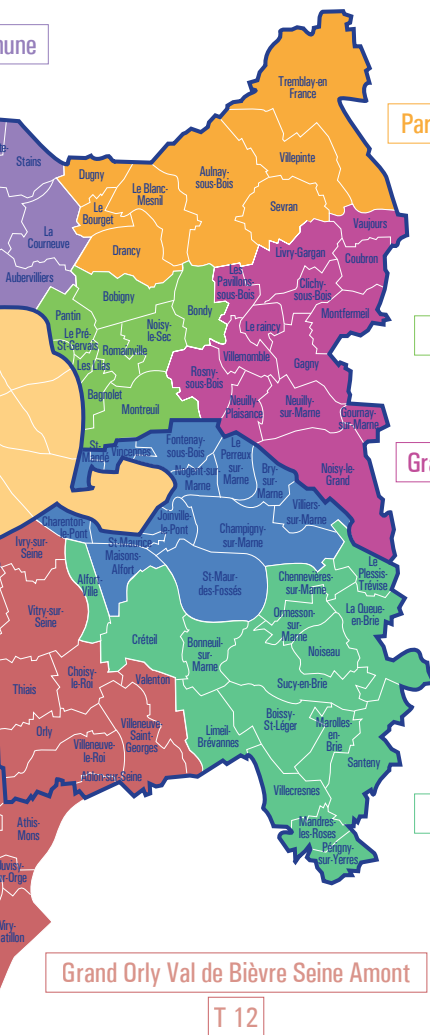 mune
Tremblay-en
France
Par
Stains
Dugny
Aulnay-
sous-Bois
Villepinte
Le Blanc-
Mesnil
Le
Bourget
Sevran
Vaujours
La
Courneuve
Drancy
Livry-Gargan
Coubron
Aubervilliers
Les
Pavillons-
sous-Bois
Clichy-
sous-Bois
Bobigny
Bondy
Montfermeil
Pantin
Noisy-
le-Sec
Le raincy
Le Pré-
St-Gervais
Romainville
Villemomble
Gagny
Les Lilas
Rosny-
sous-Bois
Bagnolet
Montreuil
Neuilly-
Plaisance
Neuilly-
sur-Marne
Gournay-
sur-Marne
St-
Mandé
Vincennes
Fontenay-
sous-Bois
Le
Perreux
sur-
Marne
Nogent-sur-
Marne
Bry-
sur-
Marne
Noisy-le-
Grand
Gra
Villiers-
sur-Marne
Charenton-
le-Pont
Joinville-
le-Pont
Champigny-
sur-Marne
Ivry-sur-
Seine
St-Maurice
Maisons-
Alfort
Alfort-
Ville
St-Maur-
des-Fossés
Chennevières-
sur-Marne
Le
Plessis-
Trévise
Vitry-sur-
Seine
Ormesson-
sur-
Marne
La Queue-
en-Brie
Créteil
Bonneuil-
sur-
Marne
Noiseau
Choisy-
le-Roi
Valenton
Sucy-en-Brie
Thiais
Boissy-
St-Léger
Marolles-
en-
Brie
Orly
Villeneuve-
Saint-
Georges
Limeil-
Brévannes
Villeneuve-
le-Roi
Santeny
Ablon-sur-Seine
Villecresnes
Athis-
Mons
Mandres-
les-Roses
Périgny-
sur-Yerres
uvisy-
ur-Orge
Viry-
atillon
Grand Orly Val de Bièvre Seine Amont
T 12